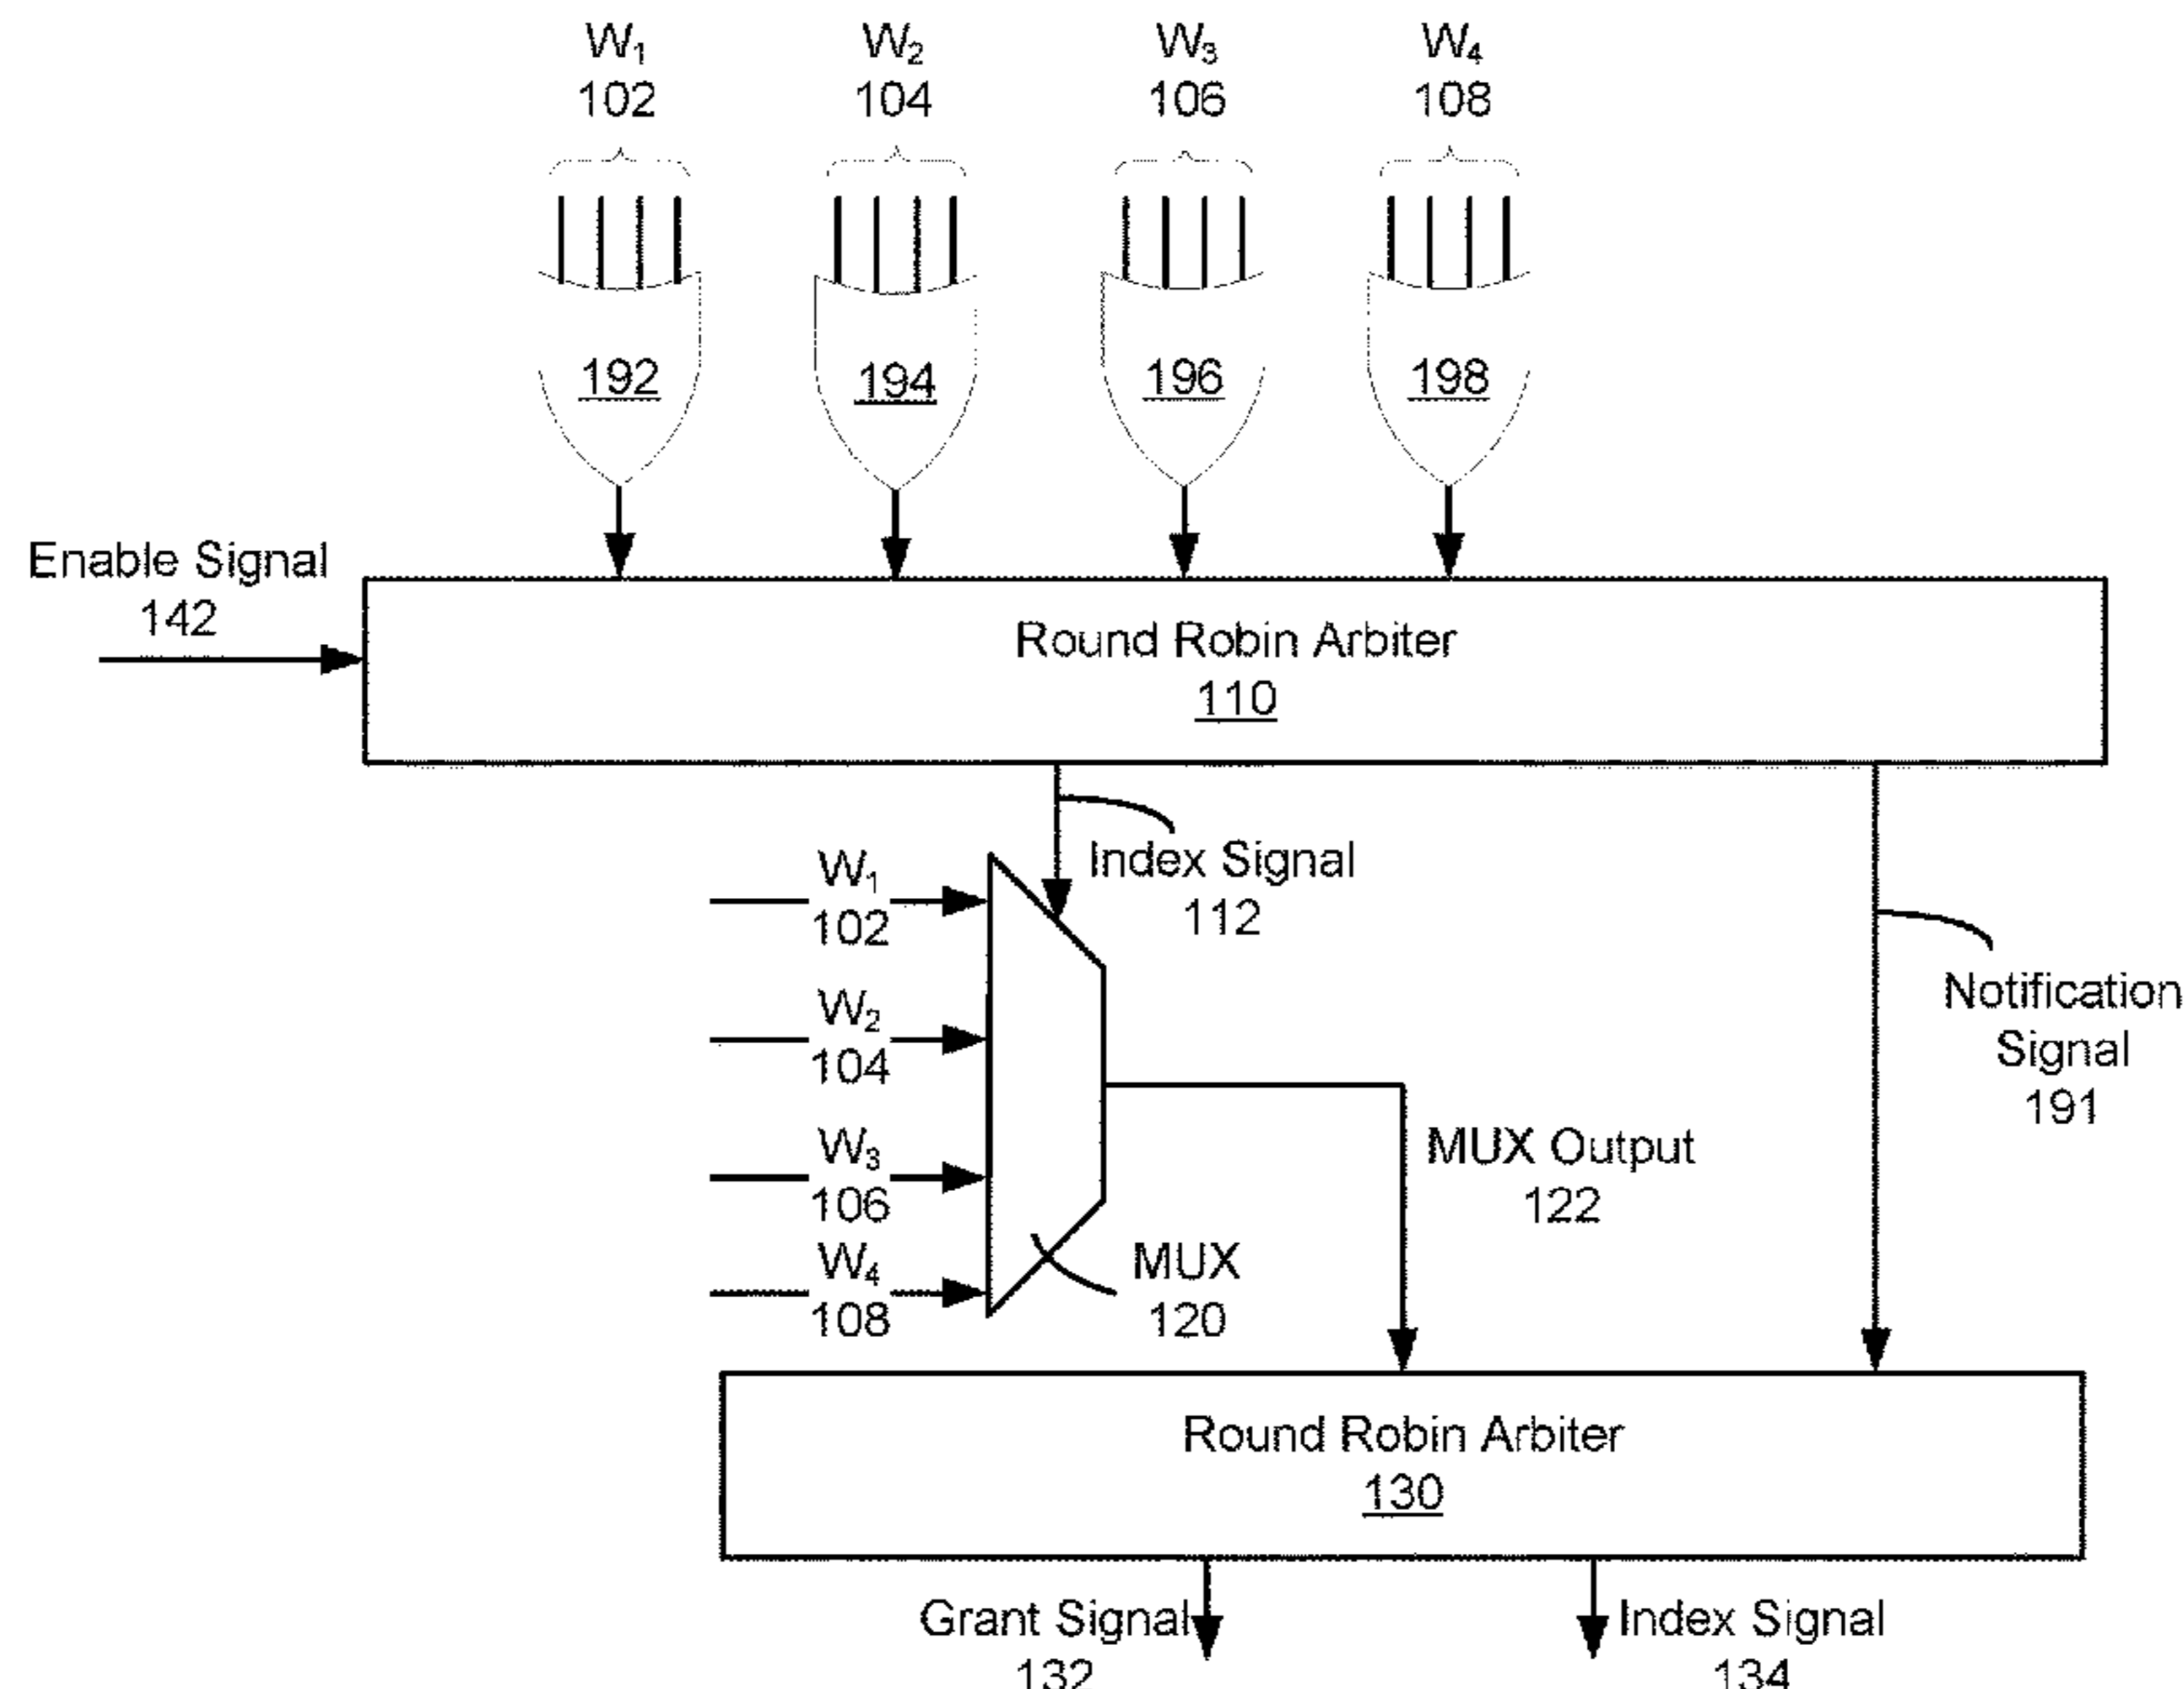 W₁ W₂ W₃ W₄
102 104 106 108
192 194 196 198
Enable Signal
142
Round Robin Arbiter
110
Index Signal
112
W₁
102
W₂
104
W₃
106
W₄
108
MUX
120
MUX Output
122
Notification
Signal
191
Round Robin Arbiter
130
Grant Signal
132
Index Signal
134